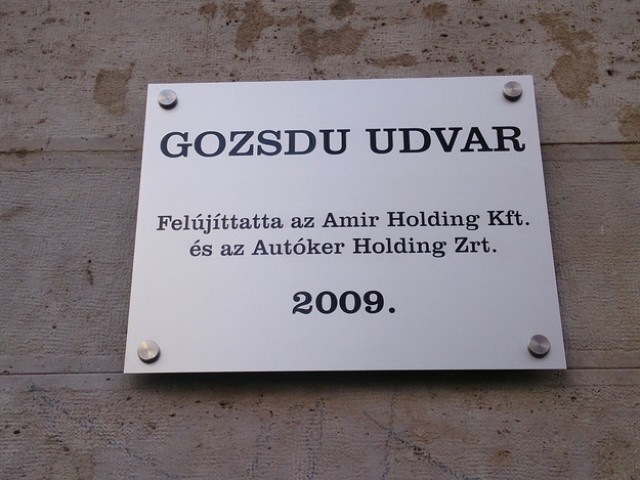 GOZSDU UDVAR
Felújíttatta az Amir Holding Kft.
és az Autóker Holding Zrt.
2009.